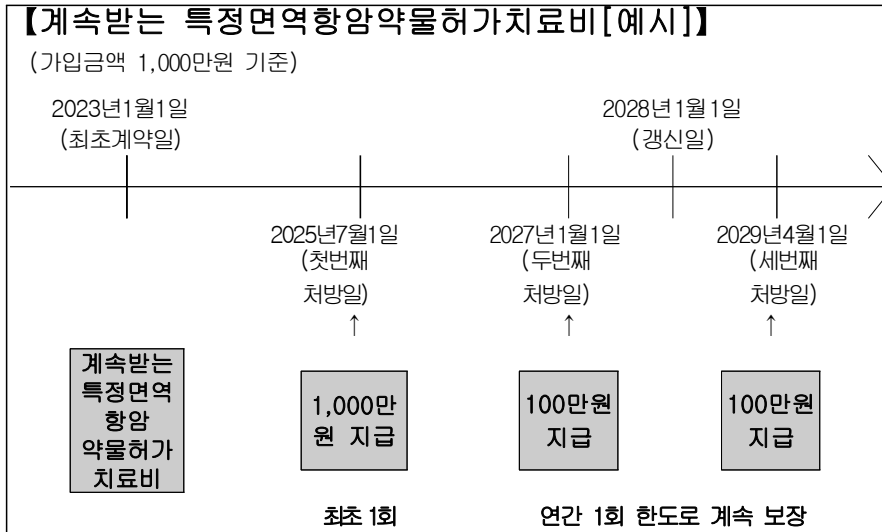 【계속받는 특정면역항암약물허가치료비[예시]】
(가입금액 1,000만원 기준)
2023년1월1일
(최초계약일)
2028년1월1일
(갱신일)
2025년7월1일
(첫번째
처방일)
↑
2027년1월1일
(두번째
처방일)
↑
2029년4월1일
(세번째
처방일)
↑
계속받는
특정면역
항암
약물허가
치료비
1,000만
원 지급
100만원
지급
100만원
지급
최초 1회
연간 1회 한도로 계속 보장